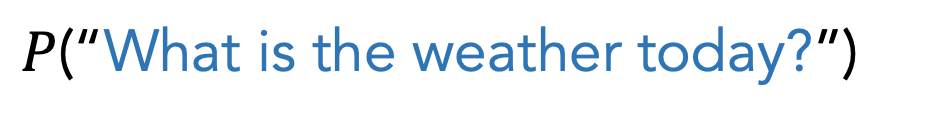 P(“What is the weather today?”)